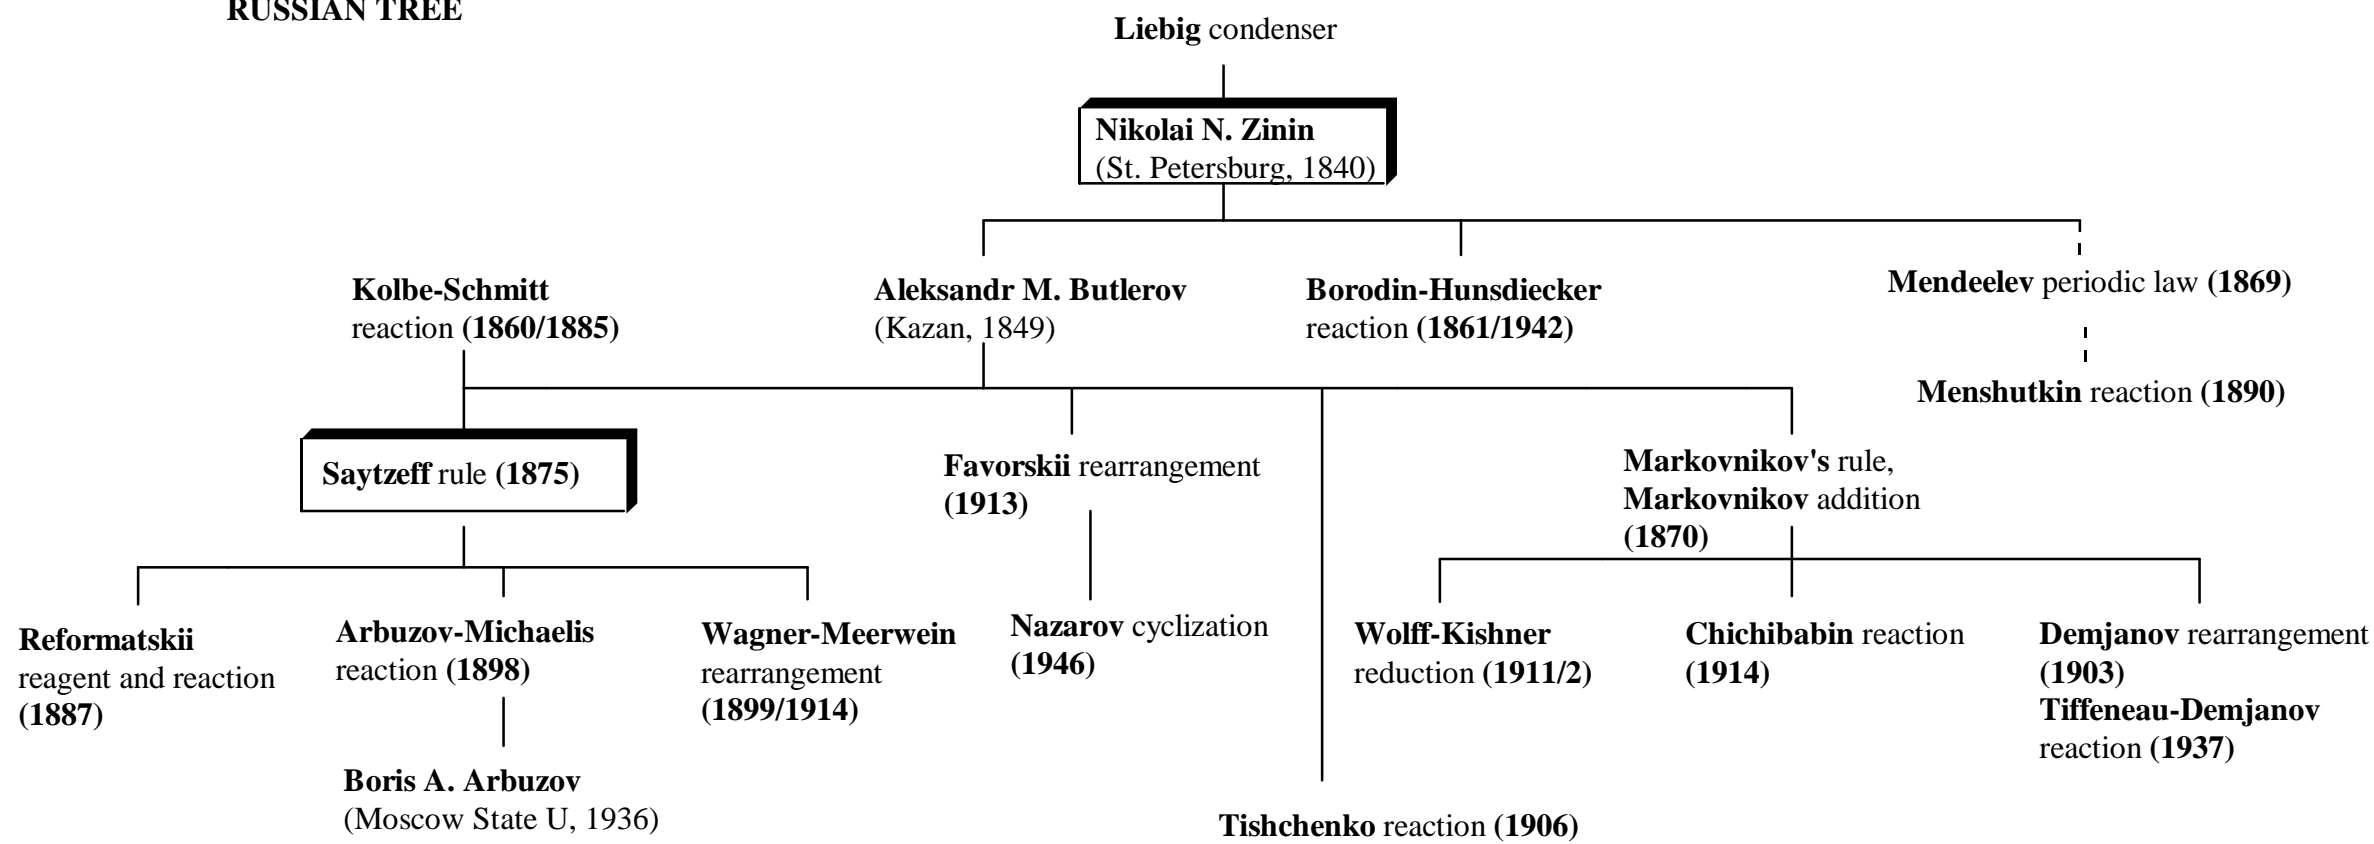 RUSSIAN TREE
Liebig condenser
Nikolai N. Zinin
(St. Petersburg, 1840)
Kolbe-Schmitt
reaction (1860/1885)
Aleksandr M. Butlerov
(Kazan, 1849)
Borodin-Hunsdiecker
reaction (1861/1942)
Mendeelev periodic law (1869)
Menshutkin reaction (1890)
Saytzeff rule (1875)
Favorskii rearrangement
(1913)
Markovnikov's rule,
Markovnikov addition
(1870)
Reformatskii
reagent and reaction
(1887)
Arbuzov-Michaelis
reaction (1898)
Wagner-Meerwein
rearrangement
(1899/1914)
Nazarov cyclization
(1946)
Wolff-Kishner
reduction (1911/2)
Chichibabin reaction
(1914)
Demjanov rearrangement
(1903)
Tiffeneau-Demjanov
reaction (1937)
Boris A. Arbuzov
(Moscow State U, 1936)
Tishchenko reaction (1906)